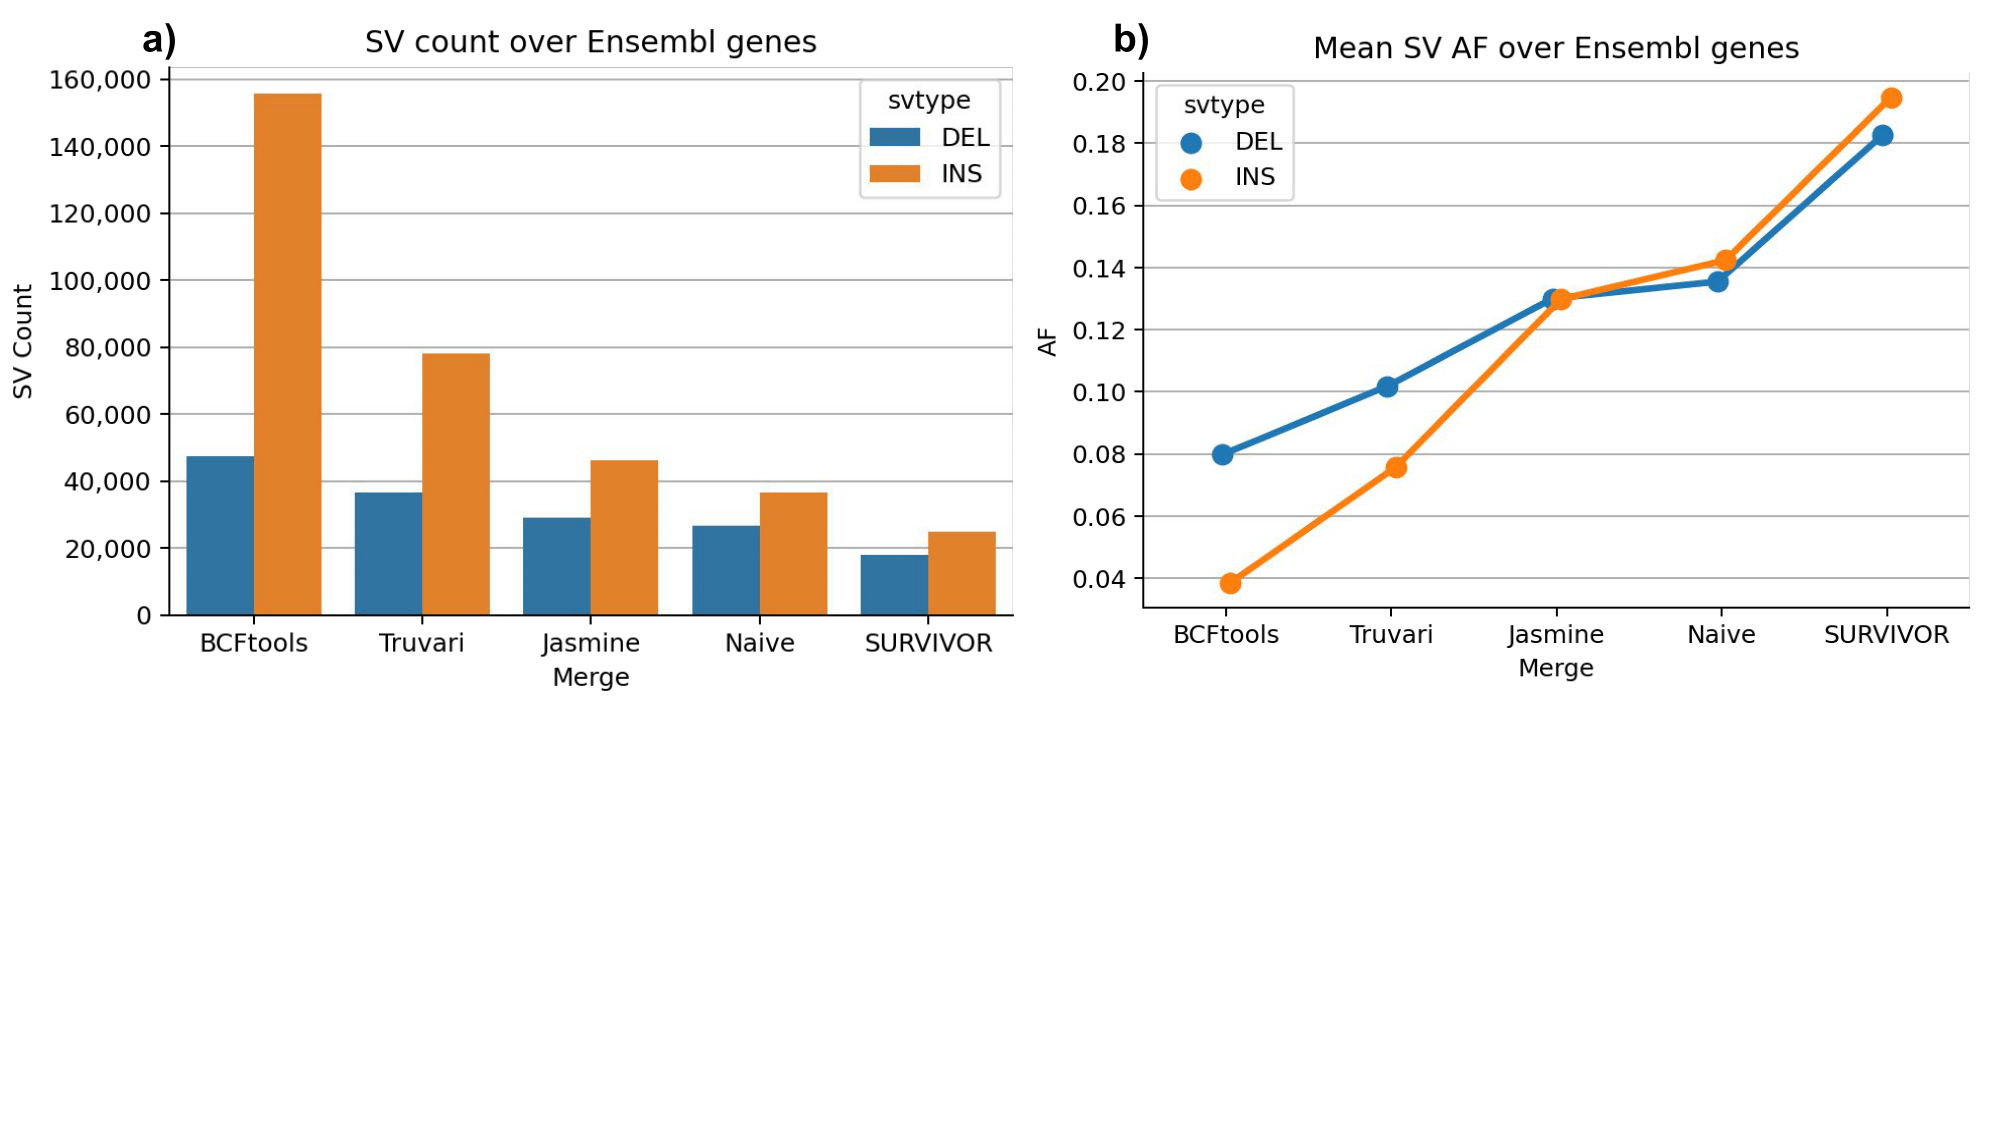 a)
SV count over Ensembl genes
160,000
140,000
120,000
100,000
80,000
60,000
40,000
20,000
0
SV Count
svtype
DEL
INS
BCFtools Truvari Jasmine Naive SURVIVOR
Merge
b)
Mean SV AF over Ensembl genes
0.20
0.18
0.16
0.14
0.12
0.10
0.08
0.06
0.04
AF
svtype
DEL
INS
BCFtools Truvari Jasmine Naive SURVIVOR
Merge